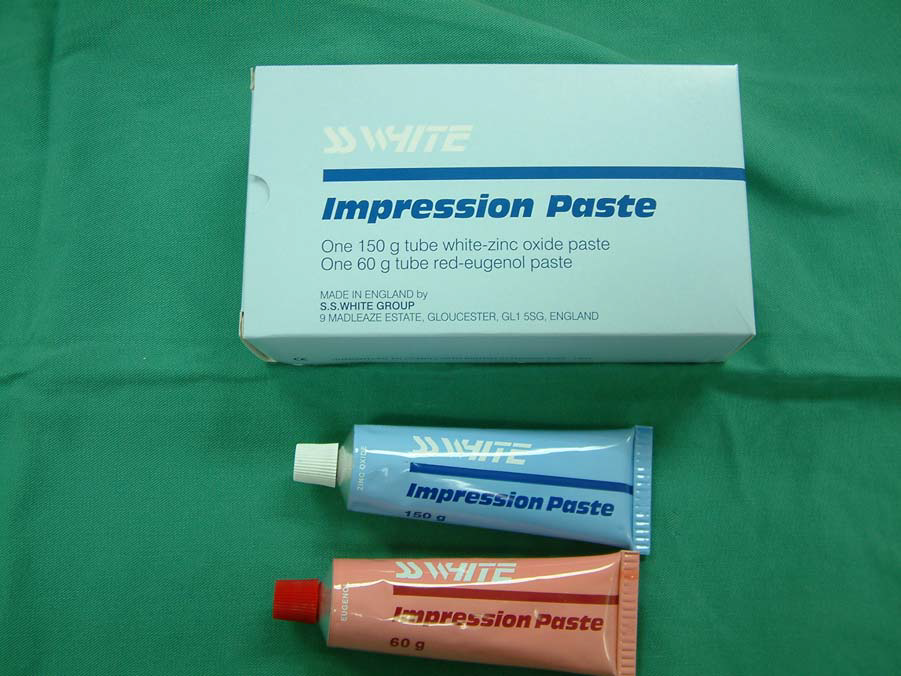 SS WHITE
Impression Paste
One 150 g tube white-zinc oxide paste
One 60 g tube red-eugenol paste
MADE IN ENGLAND by
S.S.WHITE GROUP
9 MADLEAZE ESTATE, GLOUCESTER, GL1 5SG, ENGLAND
CE
ZINC OXIDE
SS WHITE
Impression Paste
150 g
EUGENOL
SS WHITE
Impression Paste
60 g